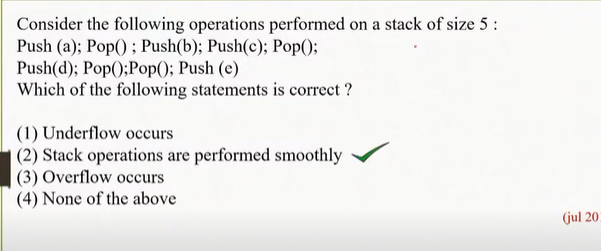 Consider the following operations performed on a stack of size 5 :
Push (a); Pop() ; Push(b); Push(c); Pop();
Push(d); Pop();Pop(); Push (e)
Which of the following statements is correct ?
(1) Underflow occurs
(2) Stack operations are performed smoothly
(3) Overflow occurs
(4) None of the above
(jul 20